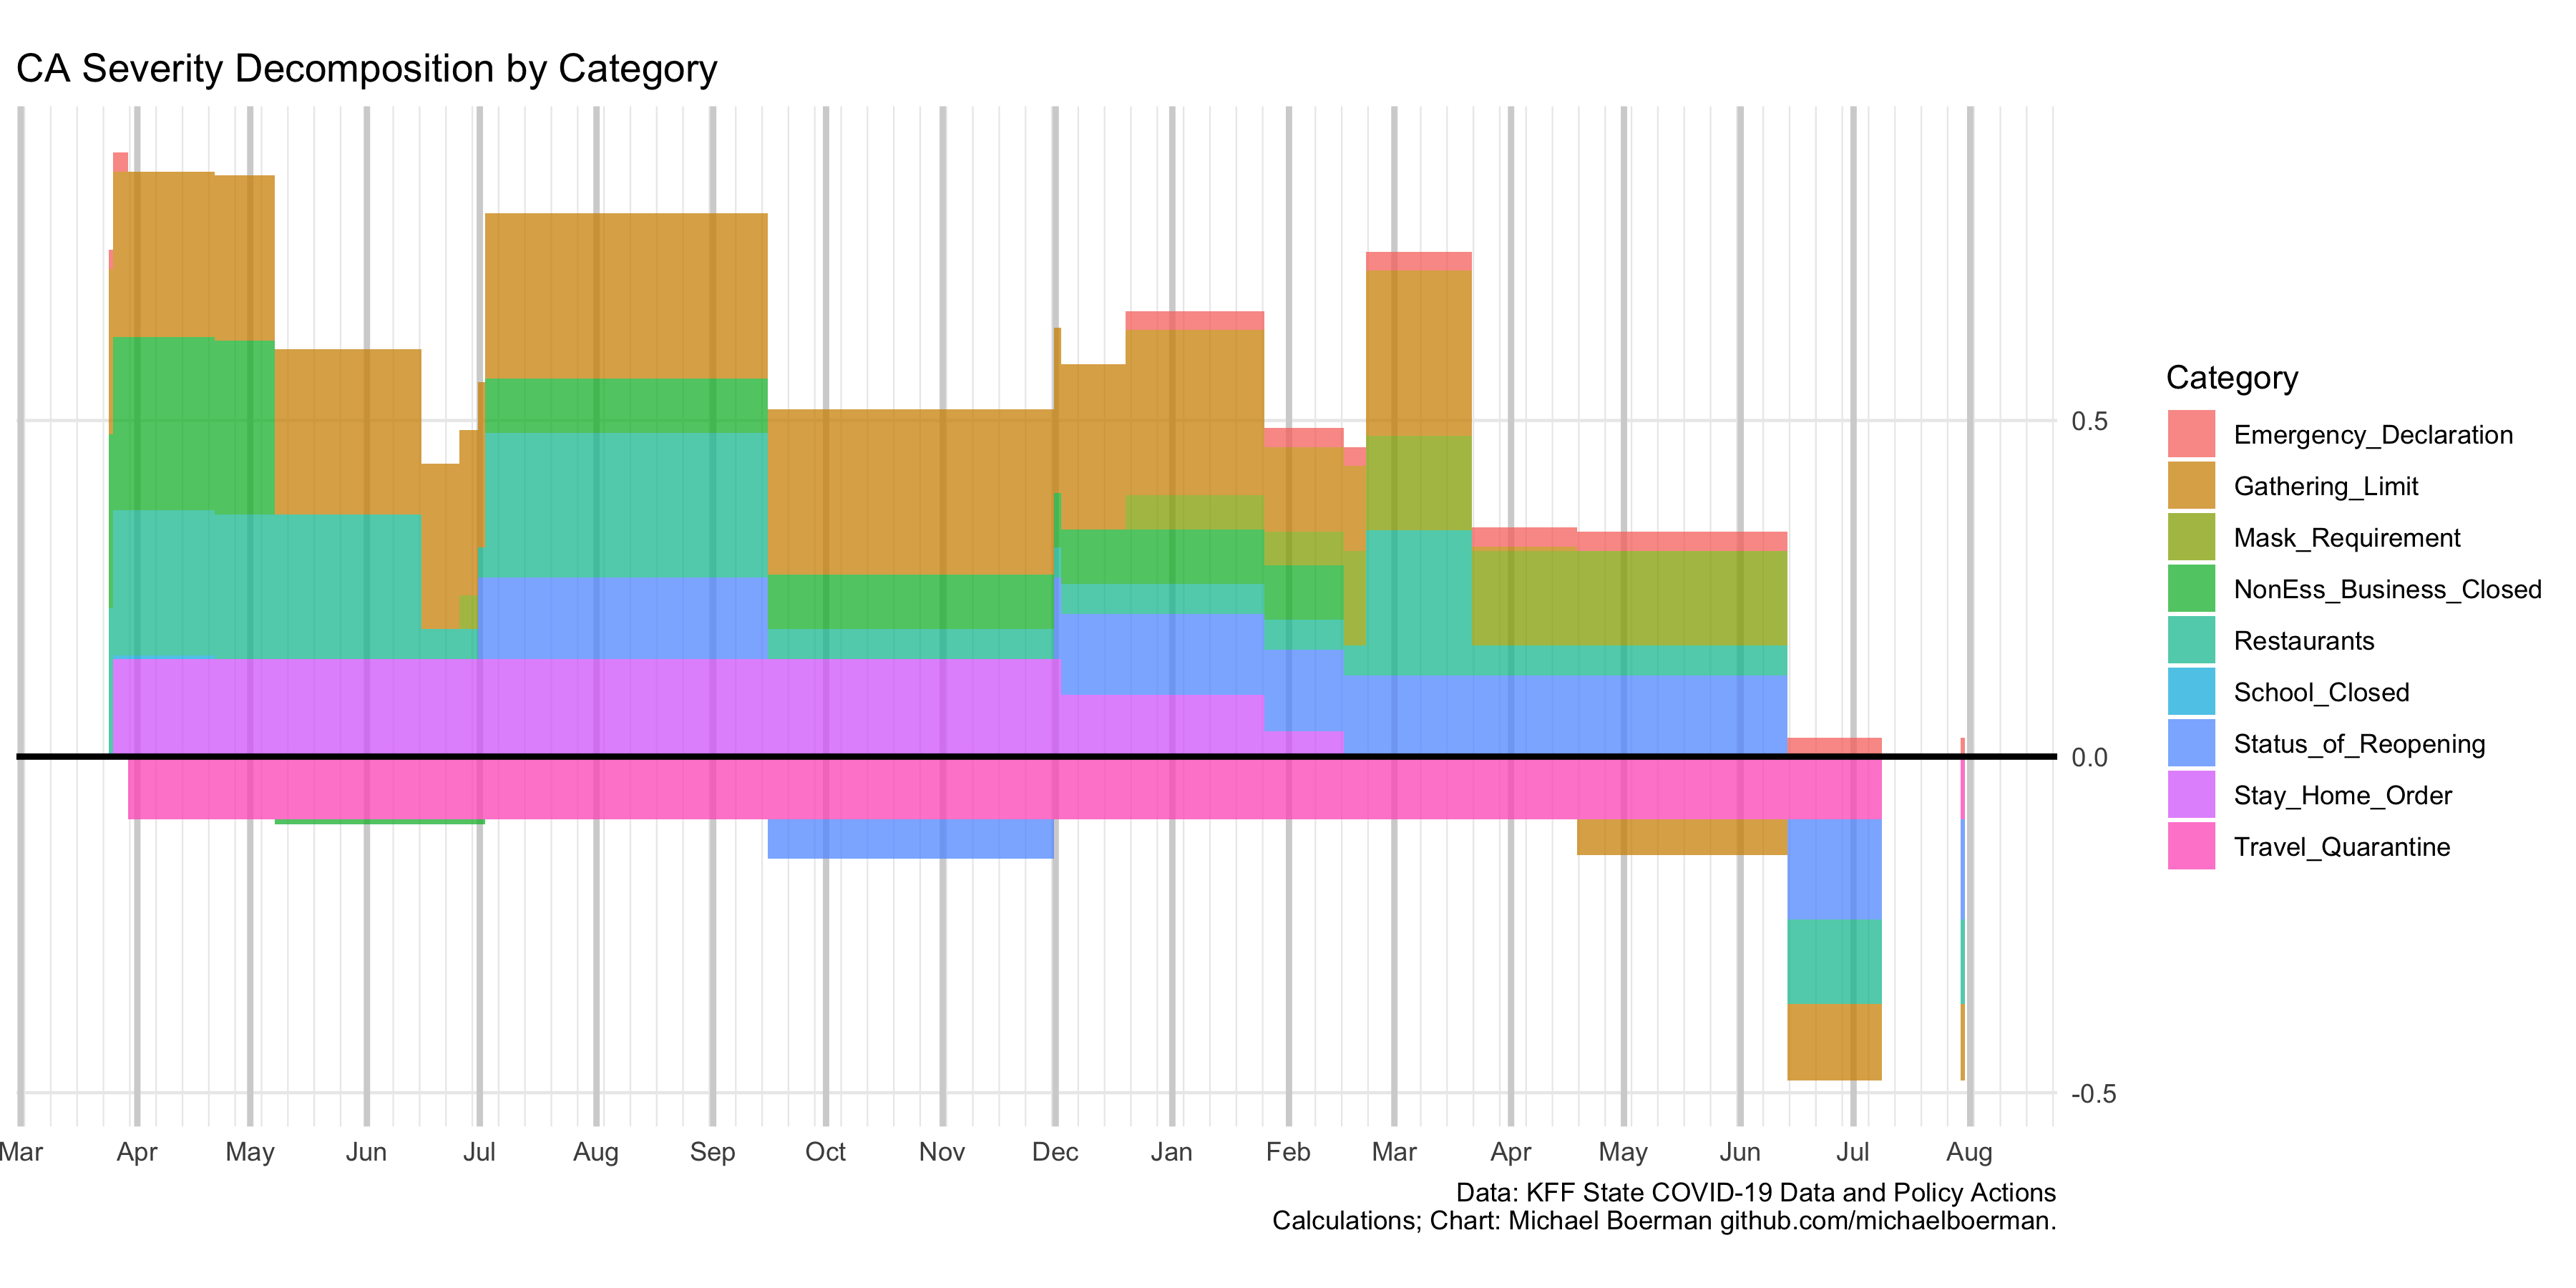 CA Severity Decomposition by Category
0.5
0.0
-0.5
Mar Apr May Jun Jul Aug Sep Oct Nov Dec Jan Feb Mar Apr May Jun Jul Aug
Data: KFF State COVID-19 Data and Policy Actions
Calculations; Chart: Michael Boerman github.com/michaelboerman.
Category
Emergency_Declaration
Gathering_Limit
Mask_Requirement
NonEss_Business_Closed
Restaurants
School_Closed
Status_of_Reopening
Stay_Home_Order
Travel_Quarantine